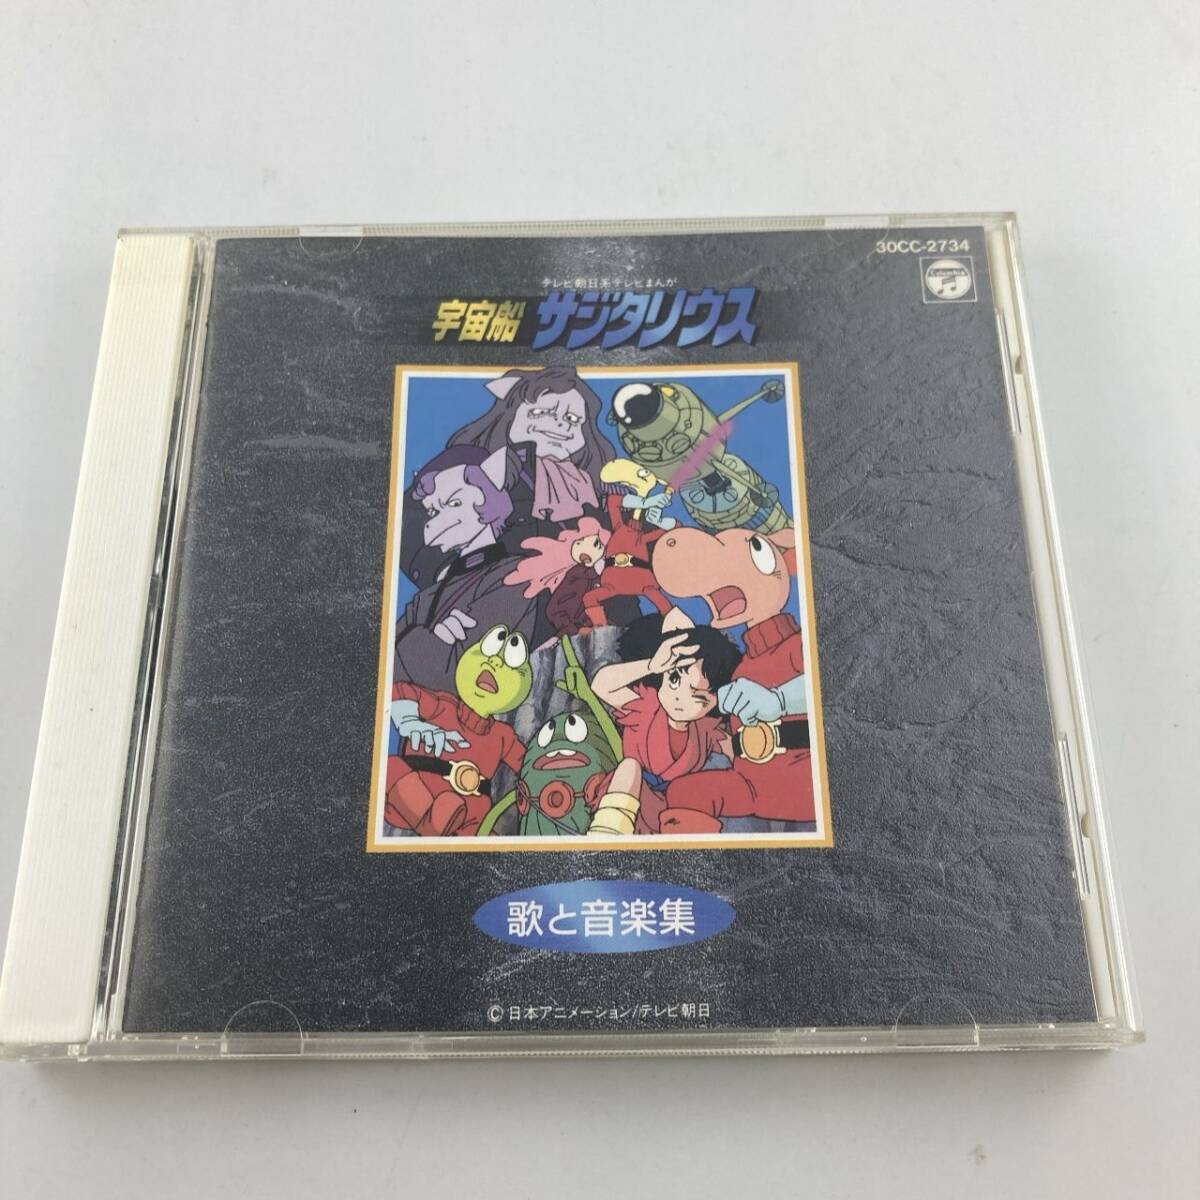 30CC-2734
Columbia
テレビ朝日系テレビまんが
宇宙船 サジタリウス
歌と音楽集
©日本アニメーション/テレビ朝日